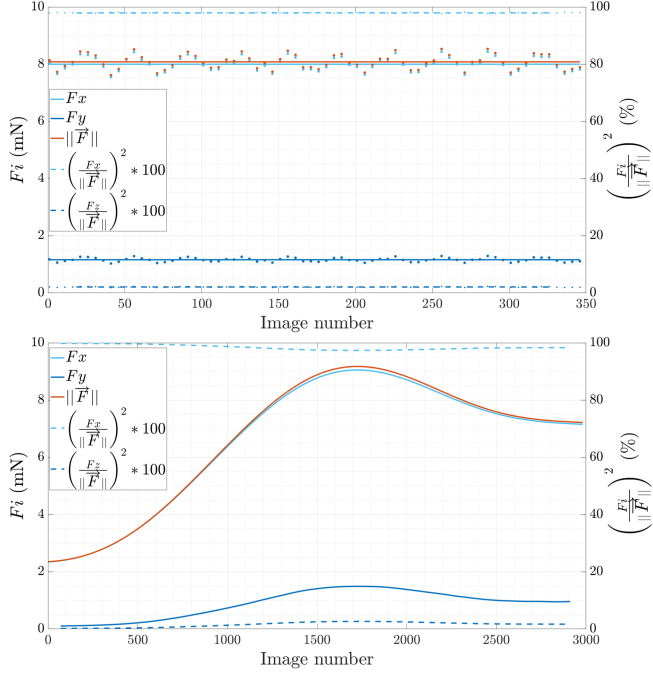 10
8
6
4
2
0
Fi (mN)
Fx
Fy
||F⃗||
(Fx/||F⃗||)² ∗ 100
(Fz/||F⃗||)² ∗ 100
100
80
60
40
20
0
(Fi/||F⃗||)² (%)
0 50 100 150 200 250 300 350
Image number
10
8
6
4
2
0
Fi (mN)
Fx
Fy
||F⃗||
(Fx/||F⃗||)² ∗ 100
(Fz/||F⃗||)² ∗ 100
100
80
60
40
20
0
(Fi/||F⃗||)² (%)
0 500 1000 1500 2000 2500 3000
Image number